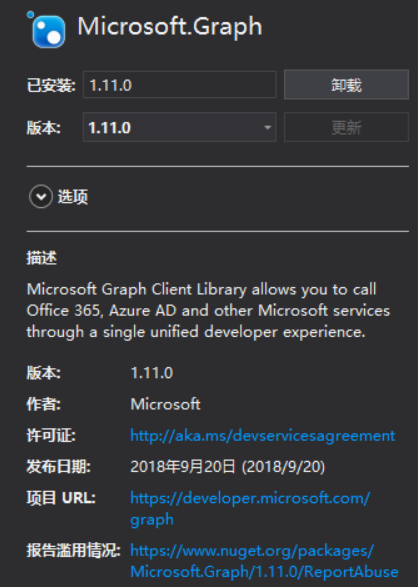 Microsoft.Graph
已安装: 1.11.0 卸载
版本: 1.11.0 更新
选项
描述
Microsoft Graph Client Library allows you to call
Office 365, Azure AD and other Microsoft services
through a single unified developer experience.
版本: 1.11.0
作者: Microsoft
许可证: http://aka.ms/devservicesagreement
发布日期: 2018年9月20日 (2018/9/20)
项目 URL: https://developer.microsoft.com/
graph
报告滥用情况: https://www.nuget.org/packages/
Microsoft.Graph/1.11.0/ReportAbuse